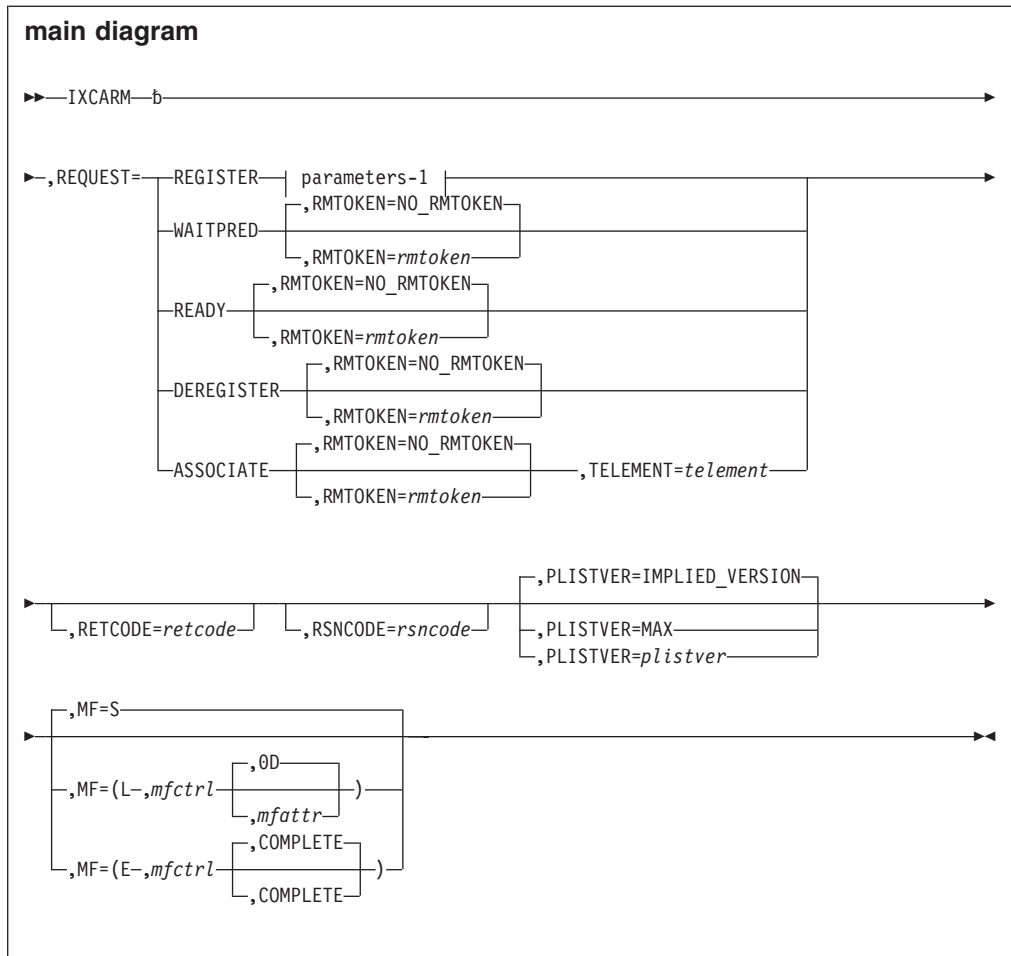 main diagram
IXCARM ƀ
,REQUEST= REGISTER parameters-1
,RMTOKEN=NO_RMTOKEN
WAITPRED
,RMTOKEN=rmtoken
,RMTOKEN=NO_RMTOKEN
READY
,RMTOKEN=rmtoken
,RMTOKEN=NO_RMTOKEN
DEREGISTER
,RMTOKEN=rmtoken
,RMTOKEN=NO_RMTOKEN
ASSOCIATE ,TELEMENT=telement
,RMTOKEN=rmtoken
,PLISTVER=IMPLIED_VERSION
,RETCODE=retcode ,RSNCODE=rsncode ,PLISTVER=MAX
,PLISTVER=plistver
,MF=S
,0D
,MF=(L ,mfctrl )
,mfattr
,COMPLETE
,MF=(E ,mfctrl )
,COMPLETE